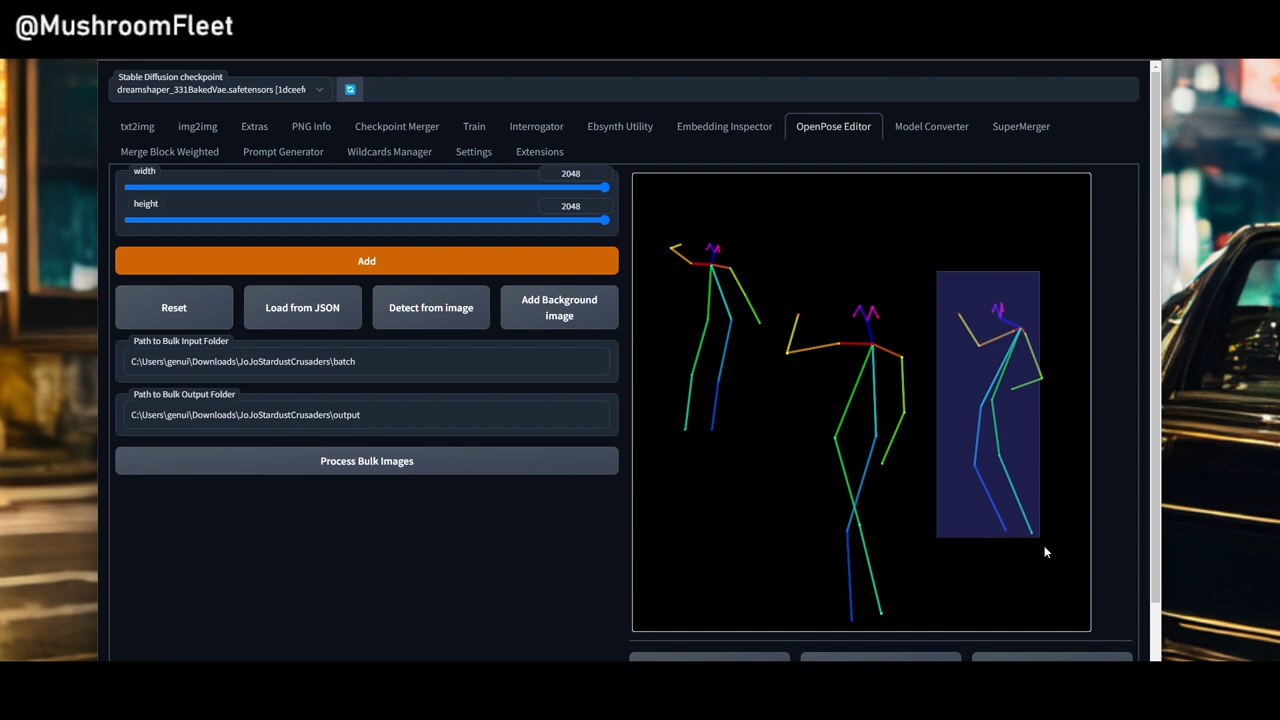 @MushroomFleet
Stable Diffusion checkpoint
dreamshaper_331BakedVae.safetensors [1dceefe
txt2img img2img Extras PNG Info Checkpoint Merger Train Interrogator Ebsynth Utility Embedding Inspector OpenPose Editor Model Converter SuperMerger
Merge Block Weighted Prompt Generator Wildcards Manager Settings Extensions
width 2048
height 2048
Add
Reset Load from JSON Detect from image Add Background image
Path to Bulk Input Folder
C:\Users\genui\Downloads\JoJoStardustCrusaders\batch
Path to Bulk Output Folder
C:\Users\genui\Downloads\JoJoStardustCrusaders\output
Process Bulk Images